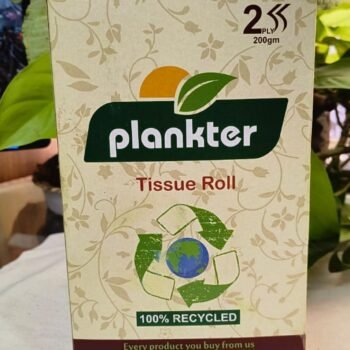 2
PLY
200gm
plankter
Tissue Roll
100% RECYCLED
Every product you buy from us